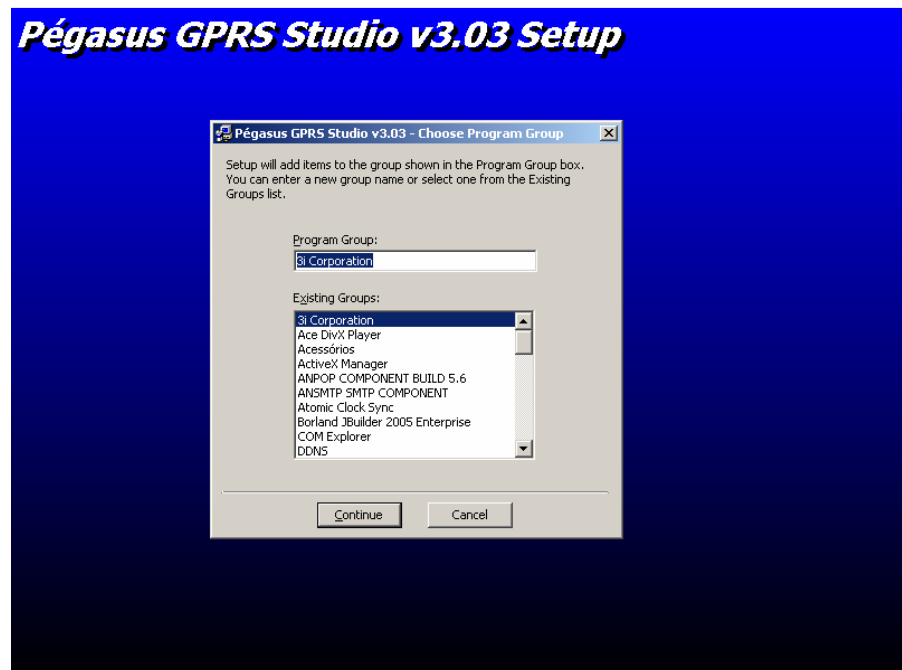 Pégasus GPRS Studio v3.03 Setup
Pégasus GPRS Studio v3.03 - Choose Program Group
Setup will add items to the group shown in the Program Group box.
You can enter a new group name or select one from the Existing
Groups list.
Program Group:
3i Corporation
Existing Groups:
3i Corporation
Ace DivX Player
Acessórios
ActiveX Manager
ANPOP COMPONENT BUILD 5.6
ANSMTP SMTP COMPONENT
Atomic Clock Sync
Borland JBuilder 2005 Enterprise
COM Explorer
DDNS
Continue Cancel